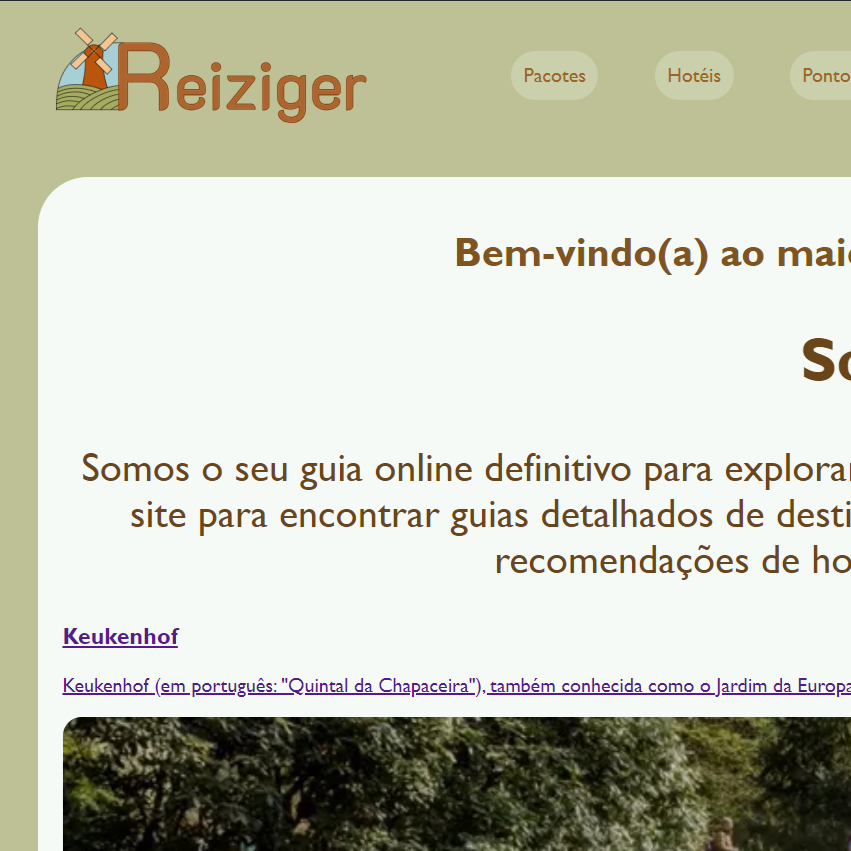 Reiziger
Pacotes
Hotéis
Ponto
Bem-vindo(a) ao maio
So
Somos o seu guia online definitivo para explorar
site para encontrar guias detalhados de desti
recomendações de ho
Keukenhof
Keukenhof (em português: "Quintal da Chapaceira"), também conhecida como o Jardim da Europa